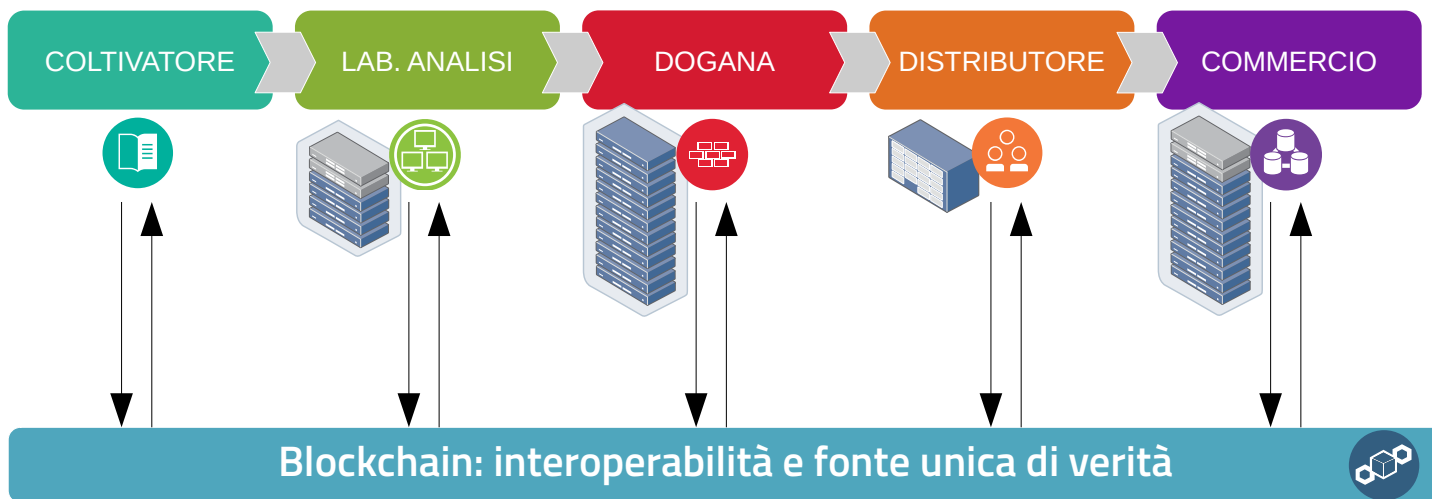 COLTIVATORE
LAB. ANALISI
DOGANA
DISTRIBUTORE
COMMERCIO
Blockchain: interoperabilità e fonte unica di verità